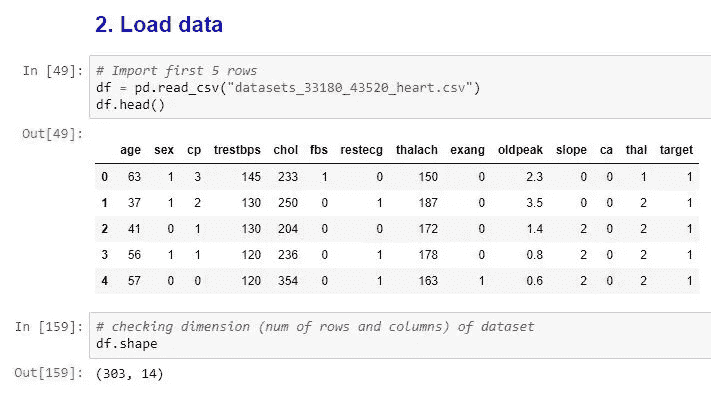 2. Load data
In [49]: # Import first 5 rows
df = pd.read_csv("datasets_33180_43520_heart.csv")
df.head()
Out[49]:
age sex cp trestbps chol fbs restecg thalach exang oldpeak slope ca thal target
0 63 1 3 145 233 1 0 150 0 2.3 0 0 1 1
1 37 1 2 130 250 0 1 187 0 3.5 0 0 2 1
2 41 0 1 130 204 0 0 172 0 1.4 2 0 2 1
3 56 1 1 120 236 0 1 178 0 0.8 2 0 2 1
4 57 0 0 120 354 0 1 163 1 0.6 2 0 2 1
In [159]: # checking dimension (num of rows and columns) of dataset
df.shape
Out[159]: (303, 14)